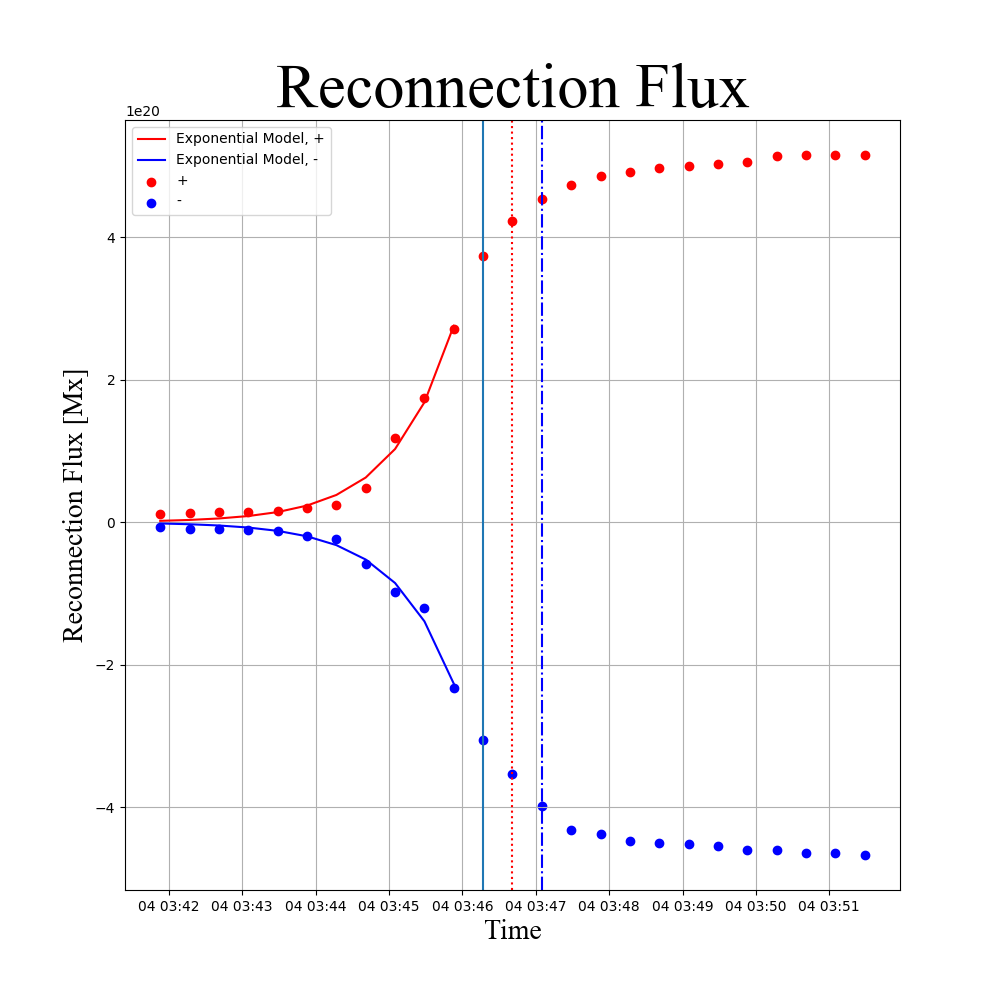 Reconnection Flux
1e20
Exponential Model, +
Exponential Model, -
+
-
4
2
0
−2
−4
Reconnection Flux [Mx]
04 03:42 04 03:43 04 03:44 04 03:45 04 03:46 04 03:47 04 03:48 04 03:49 04 03:50 04 03:51
Time